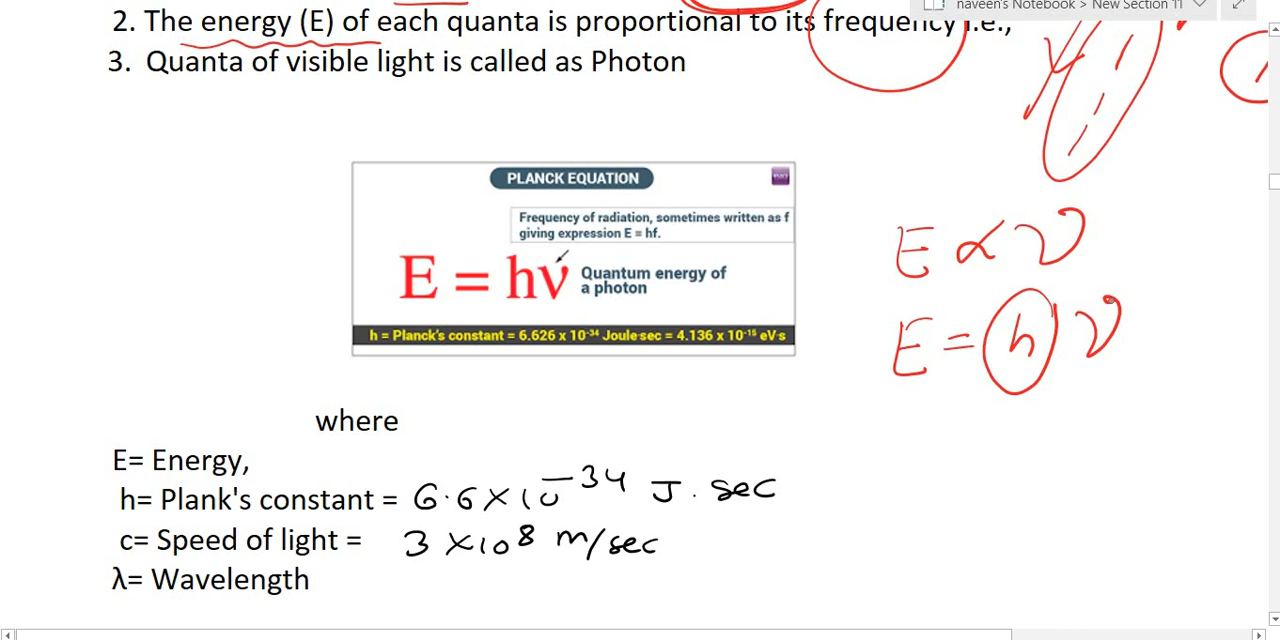 naveen's Notebook > New Section 11
2. The energy (E) of each quanta is proportional to its frequency i.e.,
3. Quanta of visible light is called as Photon
PLANCK EQUATION
Frequency of radiation, sometimes written as f
giving expression E = hf.
E = hν
Quantum energy of
a photon
h = Planck's constant = 6.626 x 10⁻³⁴ Joule·sec = 4.136 x 10⁻¹⁵ eV·s
E ∝ ν
E = h ν
where
E= Energy,
h= Plank's constant = 6.6 × 10⁻³⁴ J. sec
c= Speed of light = 3 × 10⁸ m/sec
λ= Wavelength